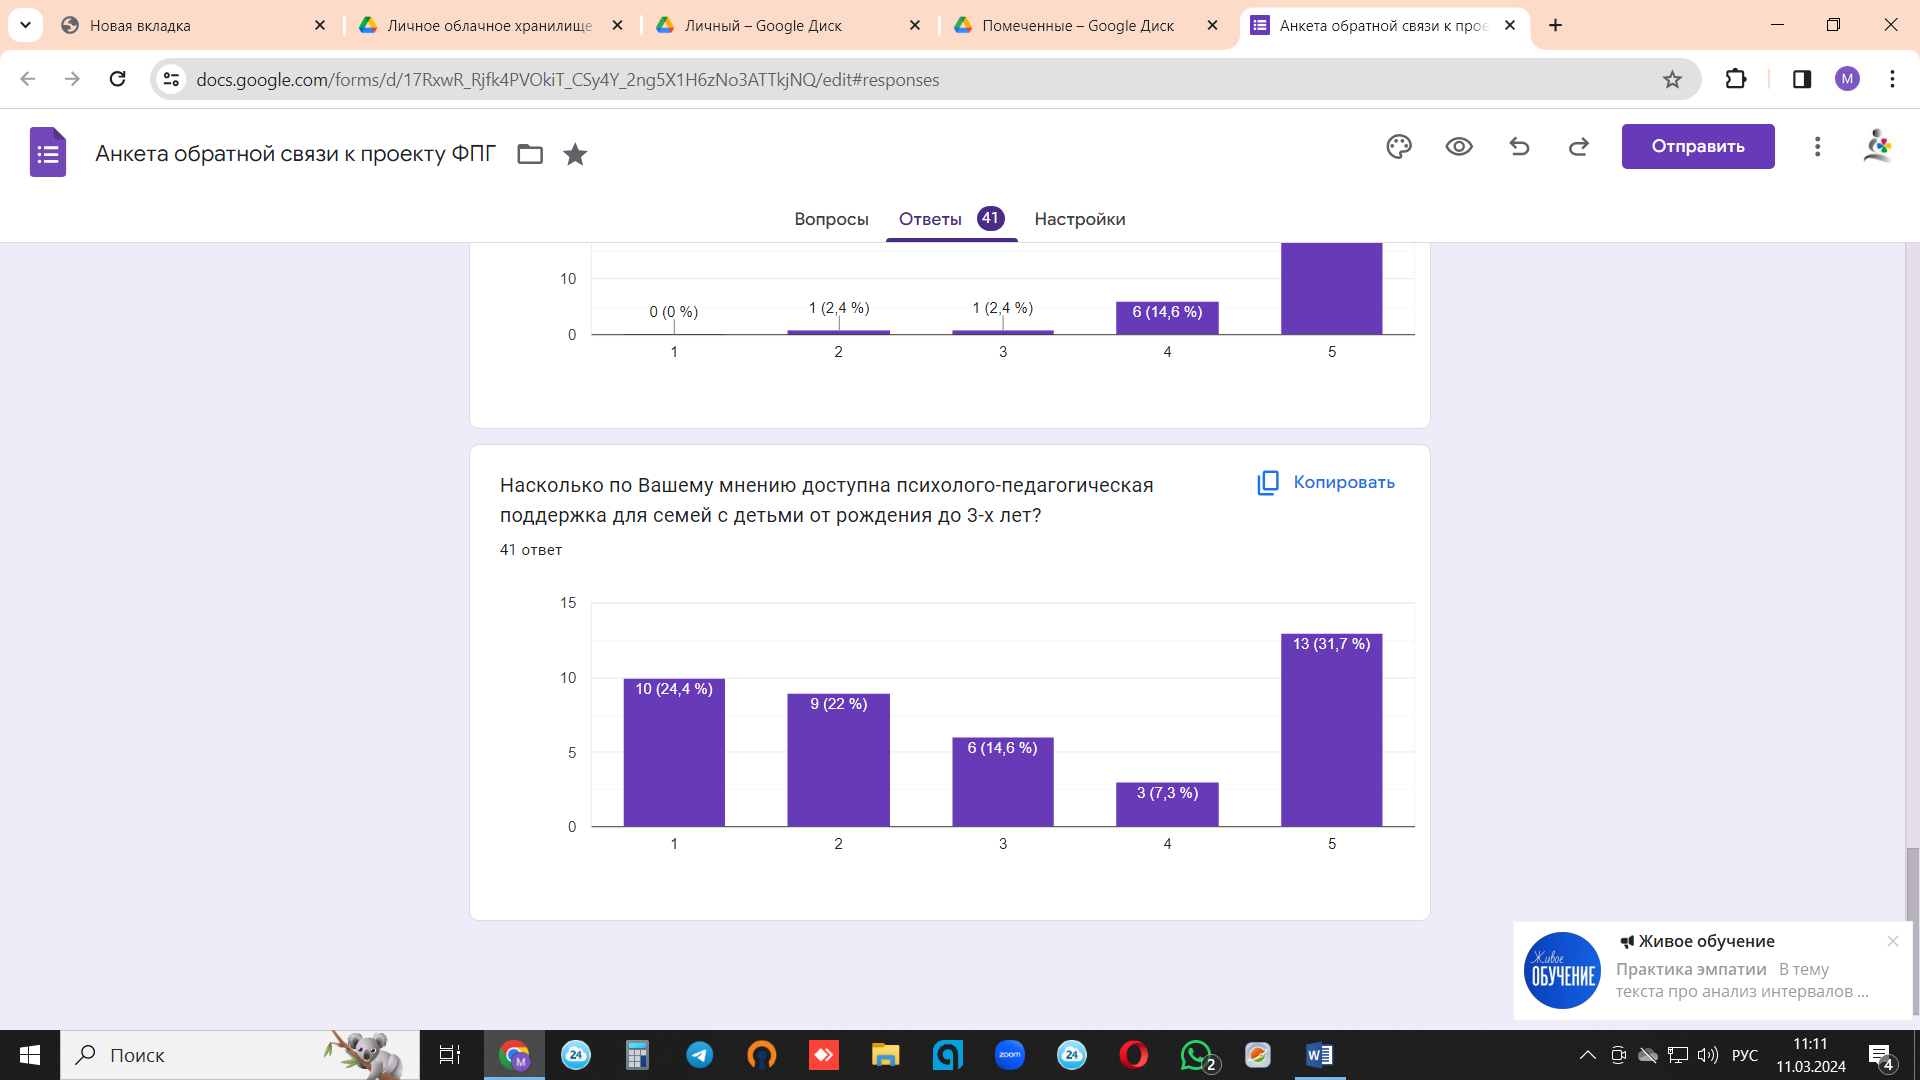 Новая вкладка
Личное облачное хранилище
Личный – Google Диск
Помеченные – Google Диск
Анкета обратной связи к прое
docs.google.com/forms/d/17RxwR_Rjfk4PVOkiT_CSy4Y_2ng5X1H6zNo3ATTkjNQ/edit#responses
M
Анкета обратной связи к проекту ФПГ
Отправить
Вопросы
Ответы 41
Настройки
10
0
0 (0 %)
1 (2,4 %)
1 (2,4 %)
6 (14,6 %)
1 2 3 4 5
Насколько по Вашему мнению доступна психолого-педагогическая
поддержка для семей с детьми от рождения до 3-х лет?
Копировать
41 ответ
15
10
5
0
10 (24,4 %)
9 (22 %)
6 (14,6 %)
3 (7,3 %)
13 (31,7 %)
1 2 3 4 5
Живое
ОБУЧЕНИЕ
Живое обучение
Практика эмпатии В тему
текста про анализ интервалов ...
Поиск
M
24
zoom
24
2
РУС
11:11
11.03.2024
4